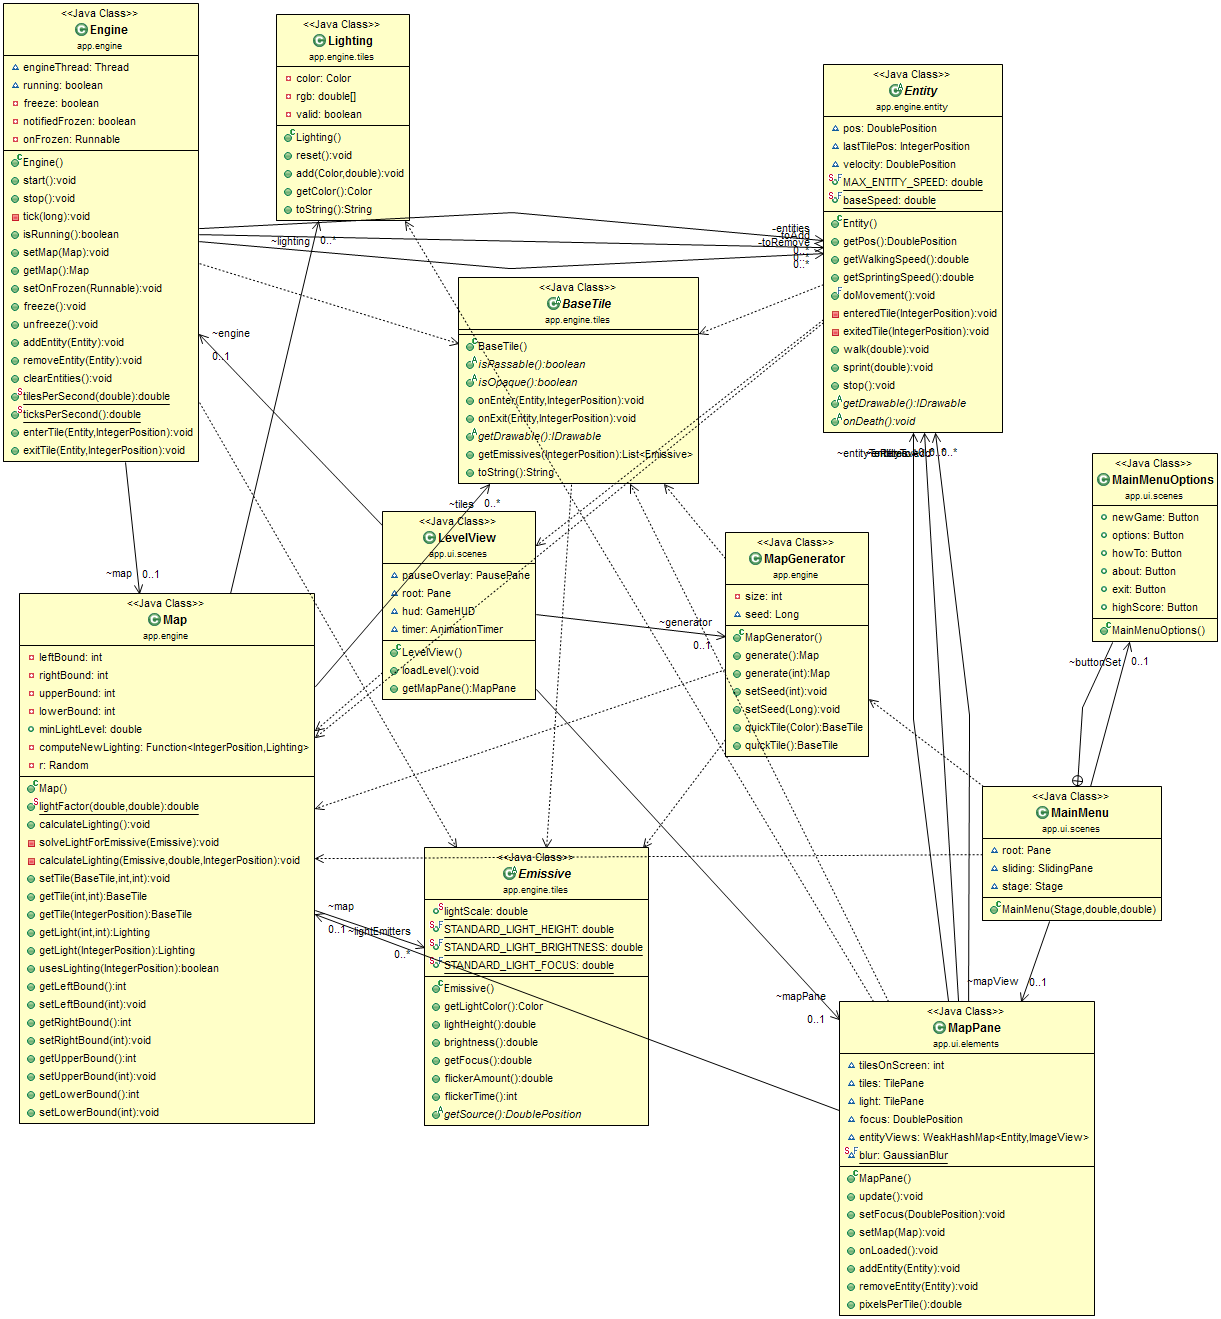 <<Java Class>>
Engine
app.engine
engineThread: Thread
running: boolean
freeze: boolean
notifiedFrozen: boolean
onFrozen: Runnable
Engine()
start():void
stop():void
tick(long):void
isRunning():boolean
setMap(Map):void
getMap():Map
setOnFrozen(Runnable):void
freeze():void
unfreeze():void
addEntity(Entity):void
removeEntity(Entity):void
clearEntities():void
tilesPerSecond(double):double
ticksPerSecond():double
enterTile(Entity,IntegerPosition):void
exitTile(Entity,IntegerPosition):void
<<Java Class>>
Lighting
app.engine.tiles
color: Color
rgb: double[]
valid: boolean
Lighting()
reset():void
add(Color,double):void
getColor():Color
toString():String
<<Java Class>>
Entity
app.engine.entity
pos: DoublePosition
lastTilePos: IntegerPosition
velocity: DoublePosition
MAX_ENTITY_SPEED: double
baseSpeed: double
Entity()
getPos():DoublePosition
getWalkingSpeed():double
getSprintingSpeed():double
doMovement():void
enteredTile(IntegerPosition):void
exitedTile(IntegerPosition):void
walk(double):void
sprint(double):void
stop():void
getDrawable():IDrawable
onDeath():void
-entities
-toAdd
-toRemove
0..*
0..*
0..*
~lighting
0..*
<<Java Class>>
BaseTile
app.engine.tiles
BaseTile()
isPassable():boolean
isOpaque():boolean
onEnter(Entity,IntegerPosition):void
onExit(Entity,IntegerPosition):void
getDrawable():IDrawable
getEmissives(IntegerPosition):List<Emissive>
toString():String
~engine
0..1
~tiles
0..*
0..*
<<Java Class>>
LevelView
app.ui.scenes
pauseOverlay: PausePane
root: Pane
hud: GameHUD
timer: AnimationTimer
LevelView()
loadLevel():void
getMapPane():MapPane
<<Java Class>>
MapGenerator
app.engine
size: int
seed: Long
MapGenerator()
generate():Map
generate(int):Map
setSeed(int):void
setSeed(Long):void
quickTile(Color):BaseTile
quickTile():BaseTile
~generator
0..1
<<Java Class>>
MainMenuOptions
app.ui.scenes
newGame: Button
options: Button
howTo: Button
about: Button
exit: Button
highScore: Button
MainMenuOptions()
~buttonSet
0..1
~map
0..1
<<Java Class>>
Map
app.engine
leftBound: int
rightBound: int
upperBound: int
lowerBound: int
minLightLevel: double
computeNewLighting: Function<IntegerPosition,Lighting>
r: Random
Map()
lightFactor(double,double):double
calculateLighting():void
solveLightForEmissive(Emissive):void
calculateLighting(Emissive,double,IntegerPosition):void
setTile(BaseTile,int,int):void
getTile(int,int):BaseTile
getTile(IntegerPosition):BaseTile
getLight(int,int):Lighting
getLight(IntegerPosition):Lighting
usesLighting(IntegerPosition):boolean
getLeftBound():int
setLeftBound(int):void
getRightBound():int
setRightBound(int):void
getUpperBound():int
setUpperBound(int):void
getLowerBound():int
setLowerBound(int):void
<<Java Class>>
MainMenu
app.ui.scenes
root: Pane
sliding: SlidingPane
stage: Stage
MainMenu(Stage,double,double)
<<Java Class>>
Emissive
app.engine.tiles
lightScale: double
STANDARD_LIGHT_HEIGHT: double
STANDARD_LIGHT_BRIGHTNESS: double
STANDARD_LIGHT_FOCUS: double
Emissive()
getLightColor():Color
lightHeight():double
brightness():double
getFocus():double
flickerAmount():double
flickerTime():int
getSource():DoublePosition
~map
0..1
~lightEmitters
0..*
~mapPane
0..1
~mapView
0..1
<<Java Class>>
MapPane
app.ui.elements
tilesOnScreen: int
tiles: TilePane
light: TilePane
focus: DoublePosition
entityViews: WeakHashMap<Entity,ImageView>
blur: GaussianBlur
MapPane()
update():void
setFocus(DoublePosition):void
setMap(Map):void
onLoaded():void
addEntity(Entity):void
removeEntity(Entity):void
pixelsPerTile():double